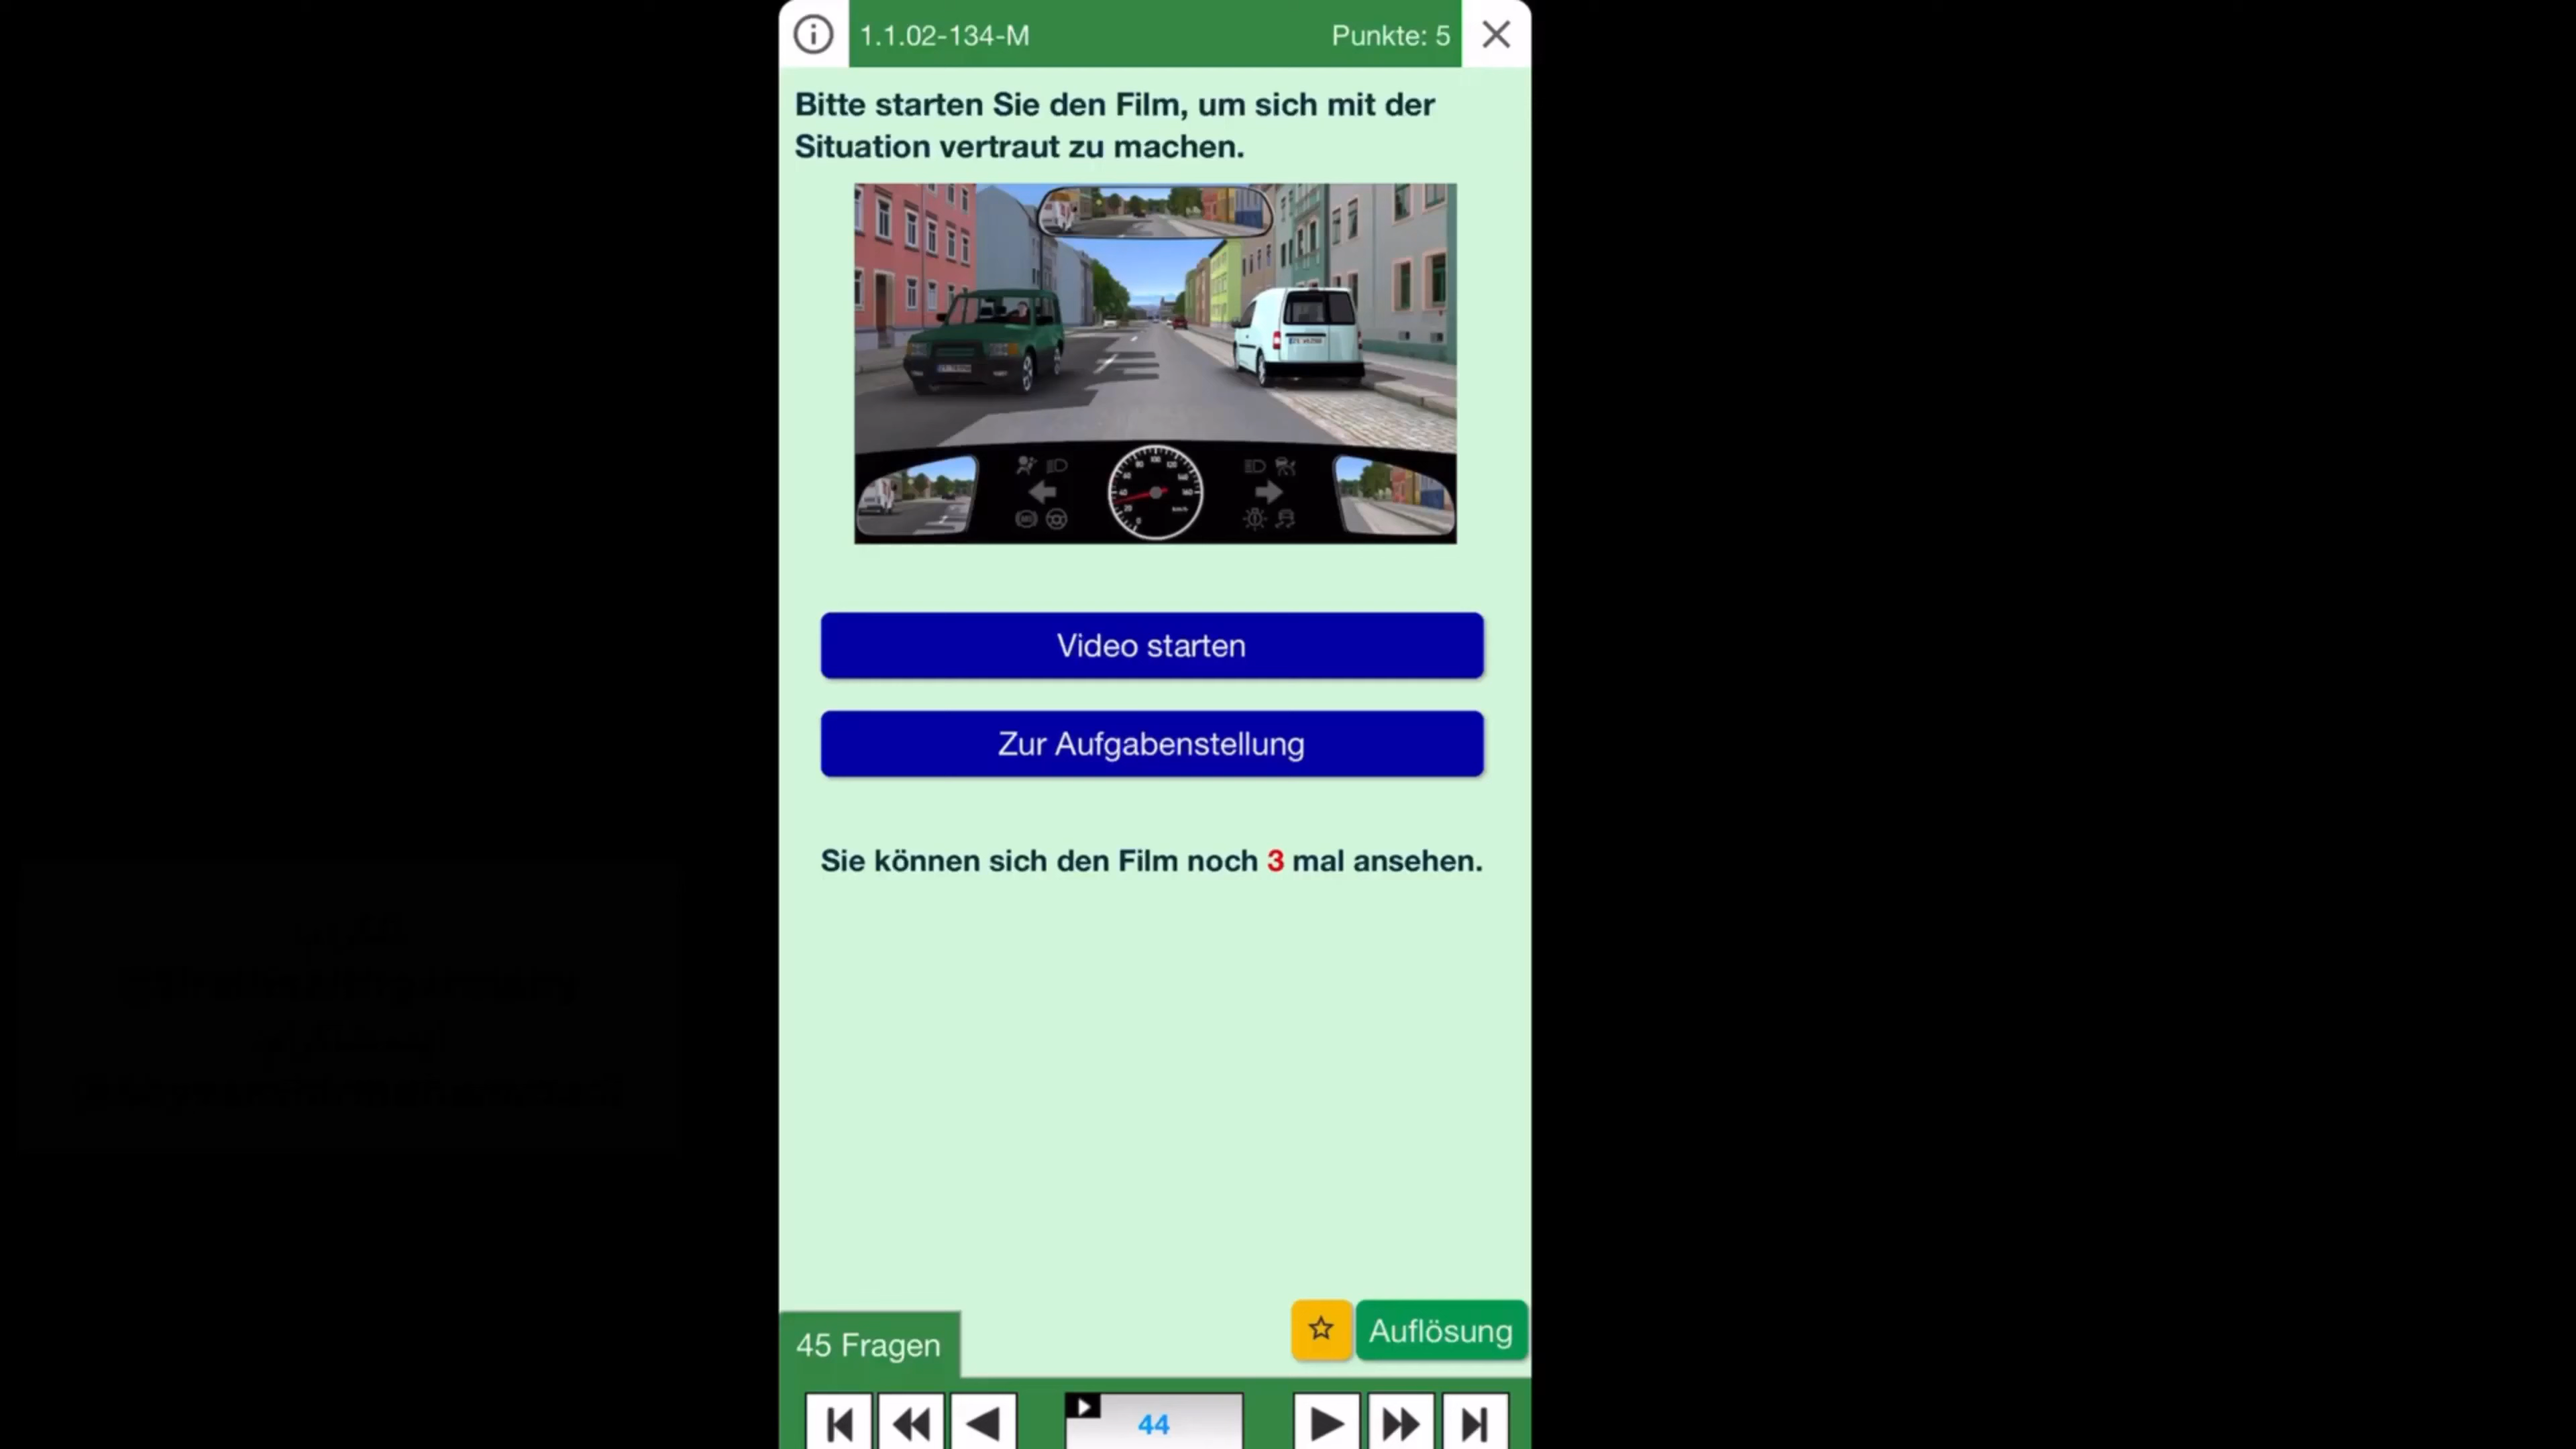 1.1.02-134-M
Punkte: 5
Bitte starten Sie den Film, um sich mit der
Situation vertraut zu machen.
Video starten
Zur Aufgabenstellung
Sie können sich den Film noch 3 mal ansehen.
45 Fragen
Auflösung
44